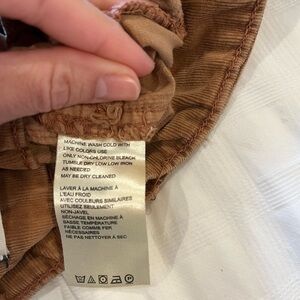 MACHINE WASH COLD WITH
LIKE COLORS USE
ONLY NON-CHLORINE BLEACH
TUMBLE DRY LOW LOW IRON
AS NEEDED
MAY BE DRY CLEANED
LAVER À LA MACHINE À
L'EAU FROID
AVEC COULEURS SIMILAIRES
UTILISEZ SEULEMENT
NON-JAVEL
SÉCHAGE EN MACHINE À
BASSE TEMPÉRATURE
FAIBLE COMME FER
NÉCESSAIRES
NE PAS NETTOYER À SEC